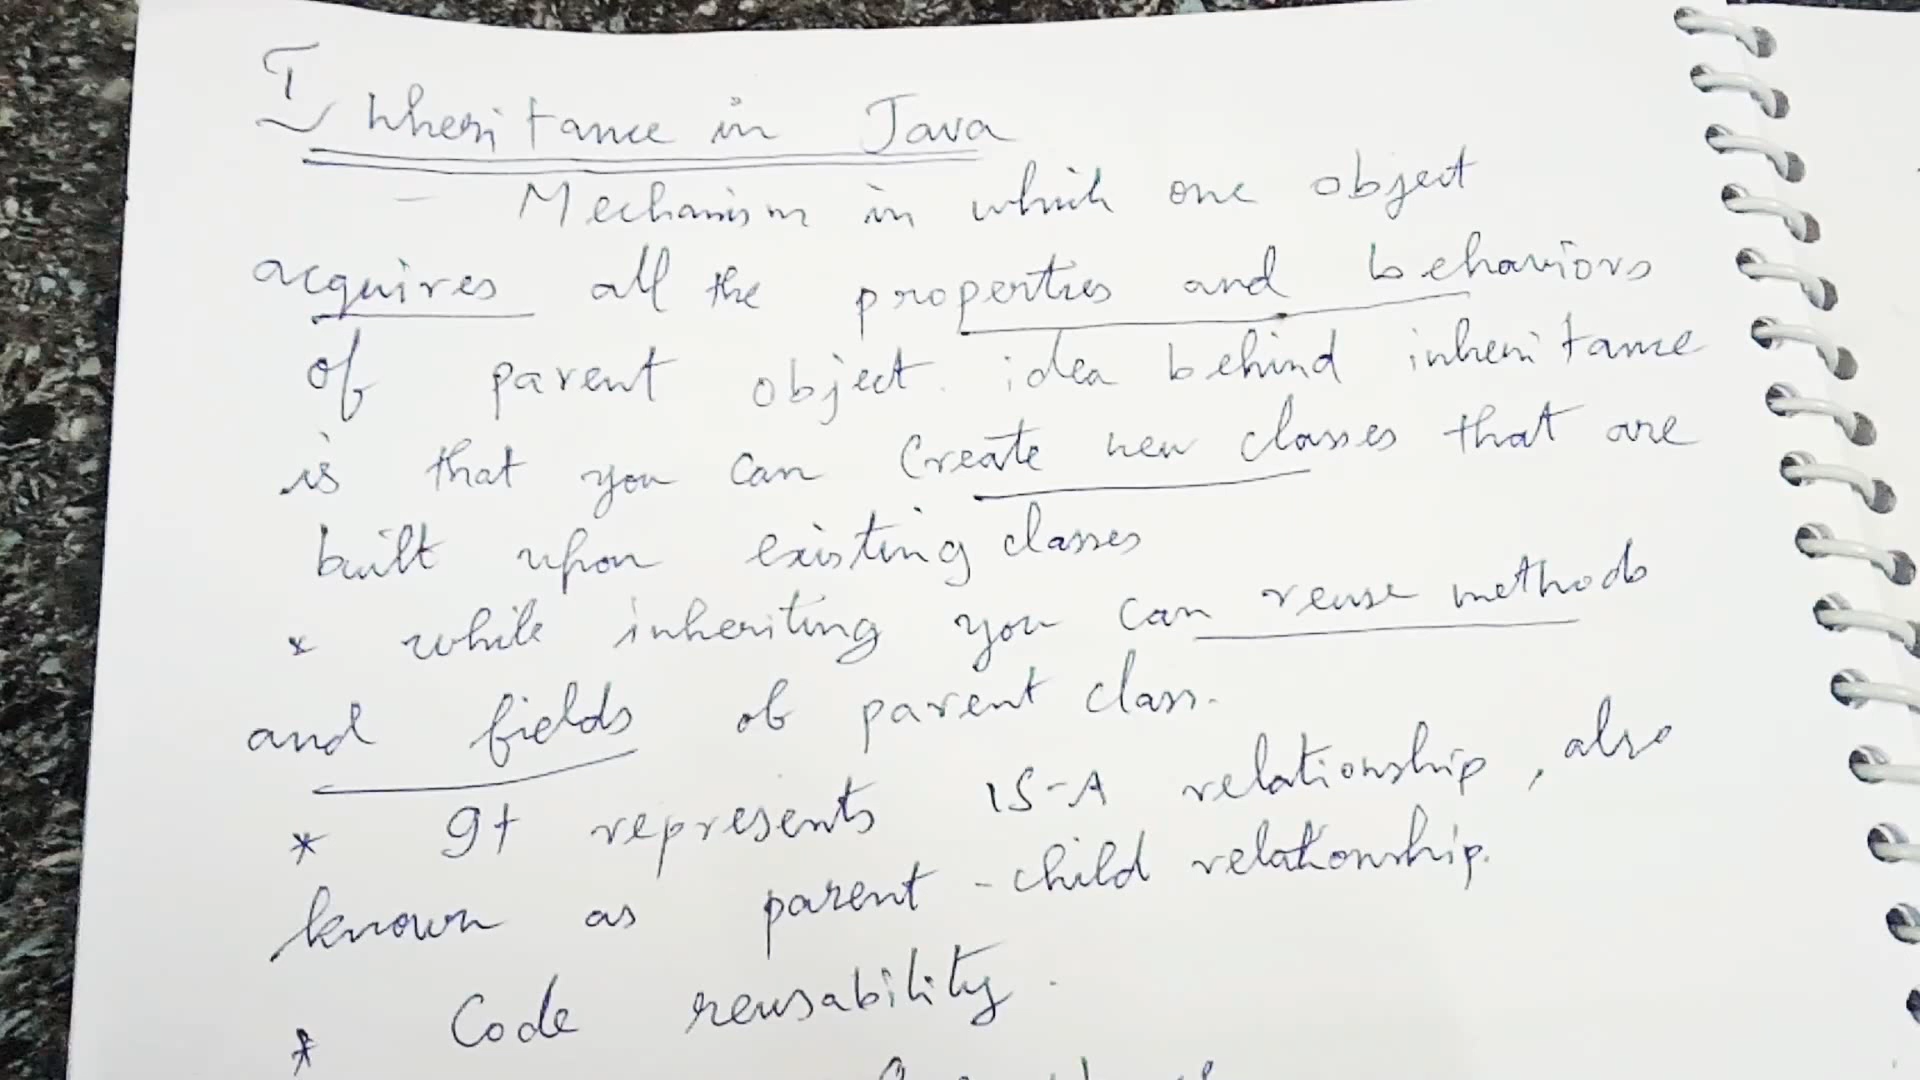 Inheritance in Java
- Mechanism in which one object
acquires all the properties and behaviors
of parent object. idea behind inheritance
is that you can Create new classes that are
built upon existing classes
* while inheriting you can reuse methods
and fields of parent class.
* It represents IS-A relationship, also
known as parent-child relationship.
* Code reusability.